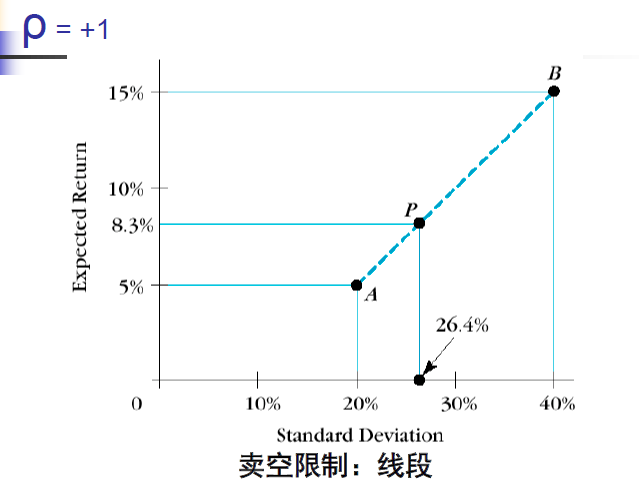 ρ = +1
B
15%
Expected Return
10%
P
8.3%
5%
A
26.4%
0
10%
20%
30%
40%
Standard Deviation
卖空限制：线段